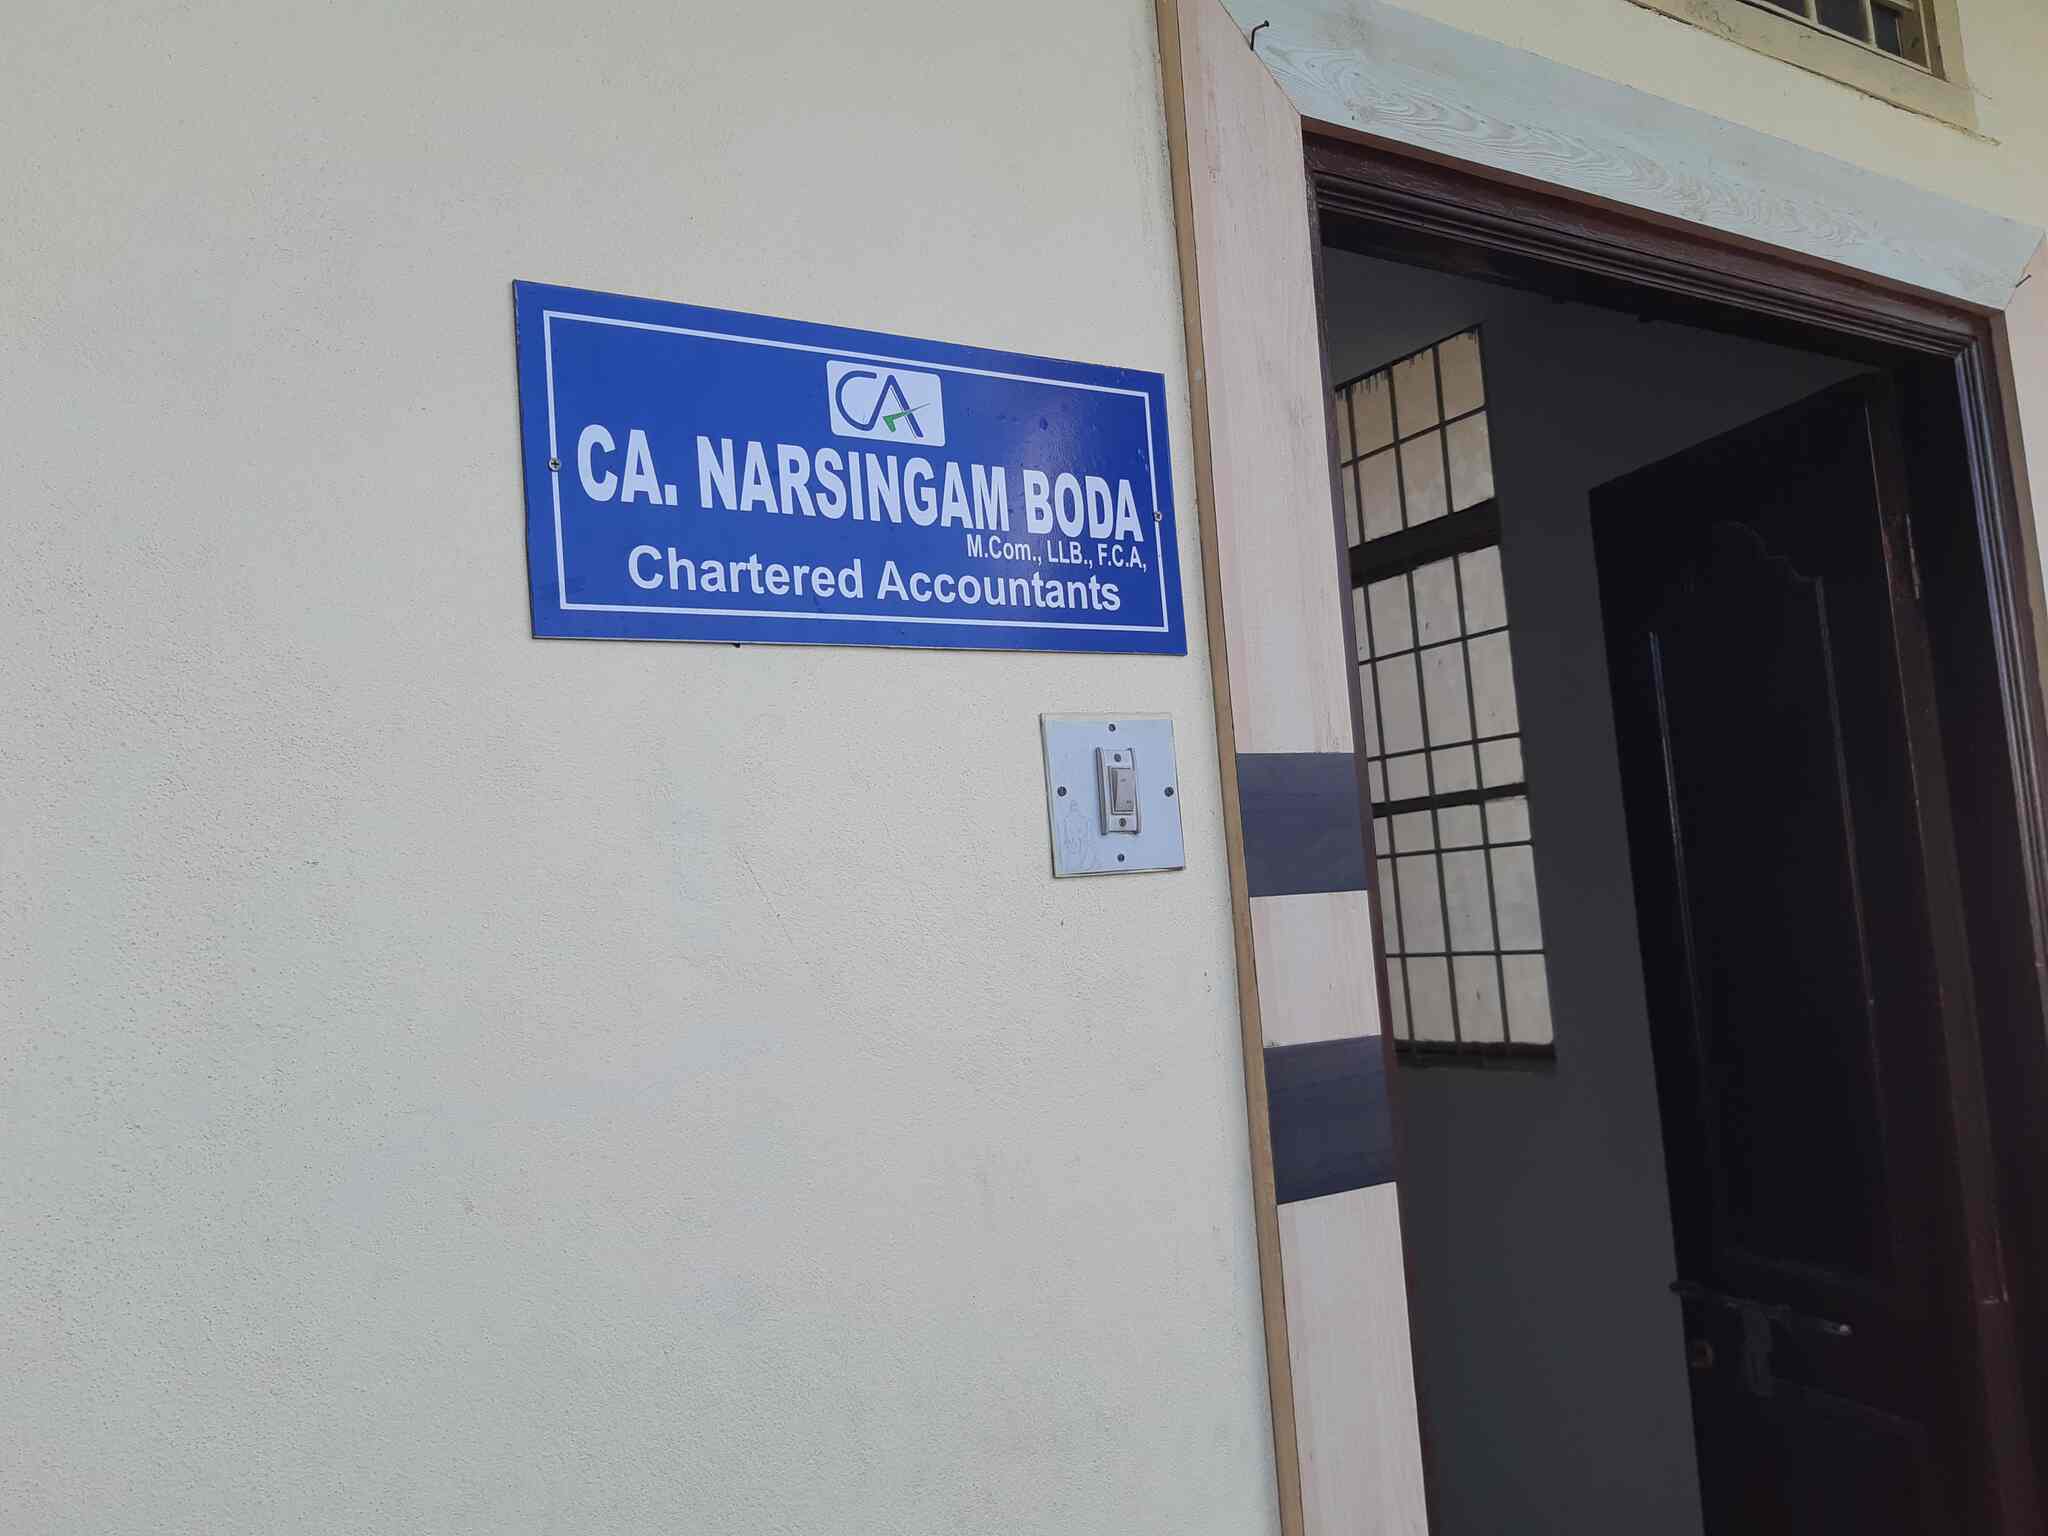 CA
CA. NARSINGAM BODA
M.Com., LLB., F.C.A,
Chartered Accountants